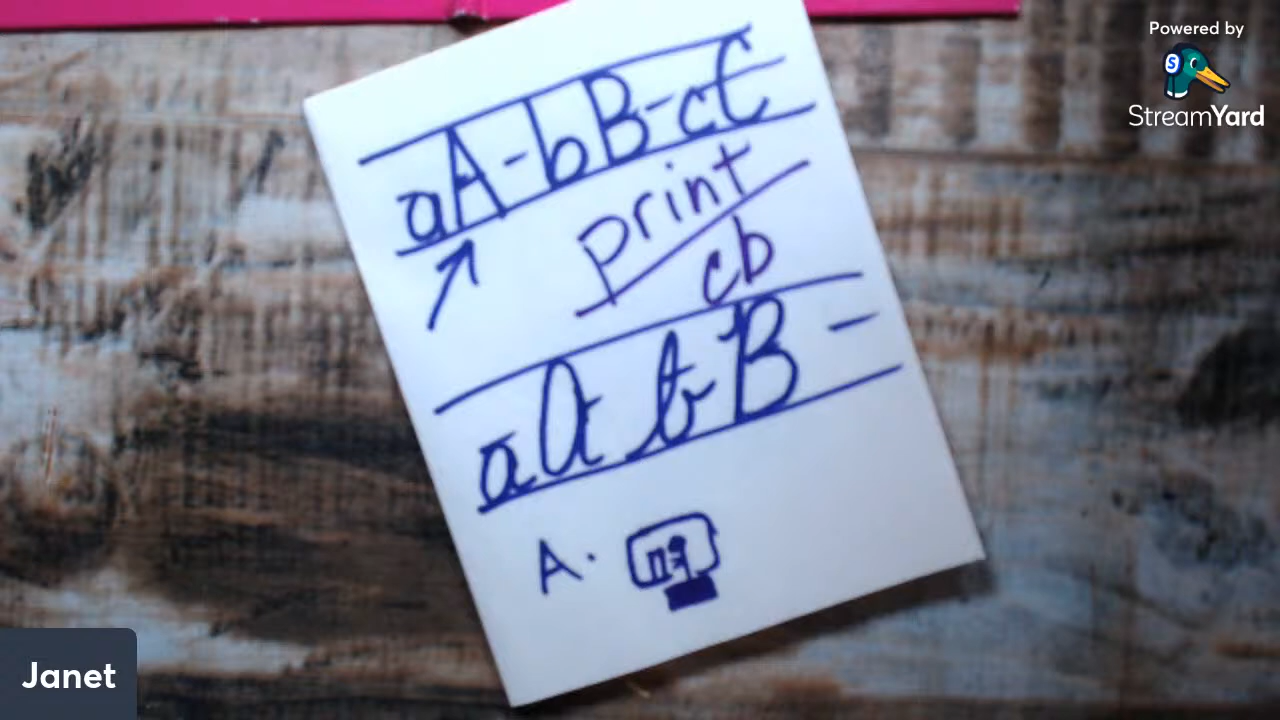 Powered by
StreamYard
aA-bB-cC
print
cb
aA bB -
A.
Janet